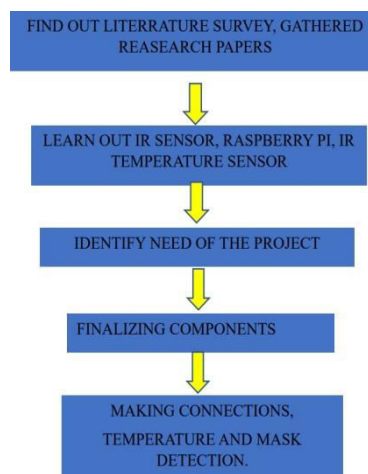 FIND OUT LITERRATURE SURVEY, GATHERED
REASEARCH PAPERS
LEARN OUT IR SENSOR, RASPBERRY PI, IR
TEMPERATURE SENSOR
IDENTIFY NEED OF THE PROJECT
FINALIZING COMPONENTS
MAKING CONNECTIONS,
TEMPERATURE AND MASK
DETECTION.